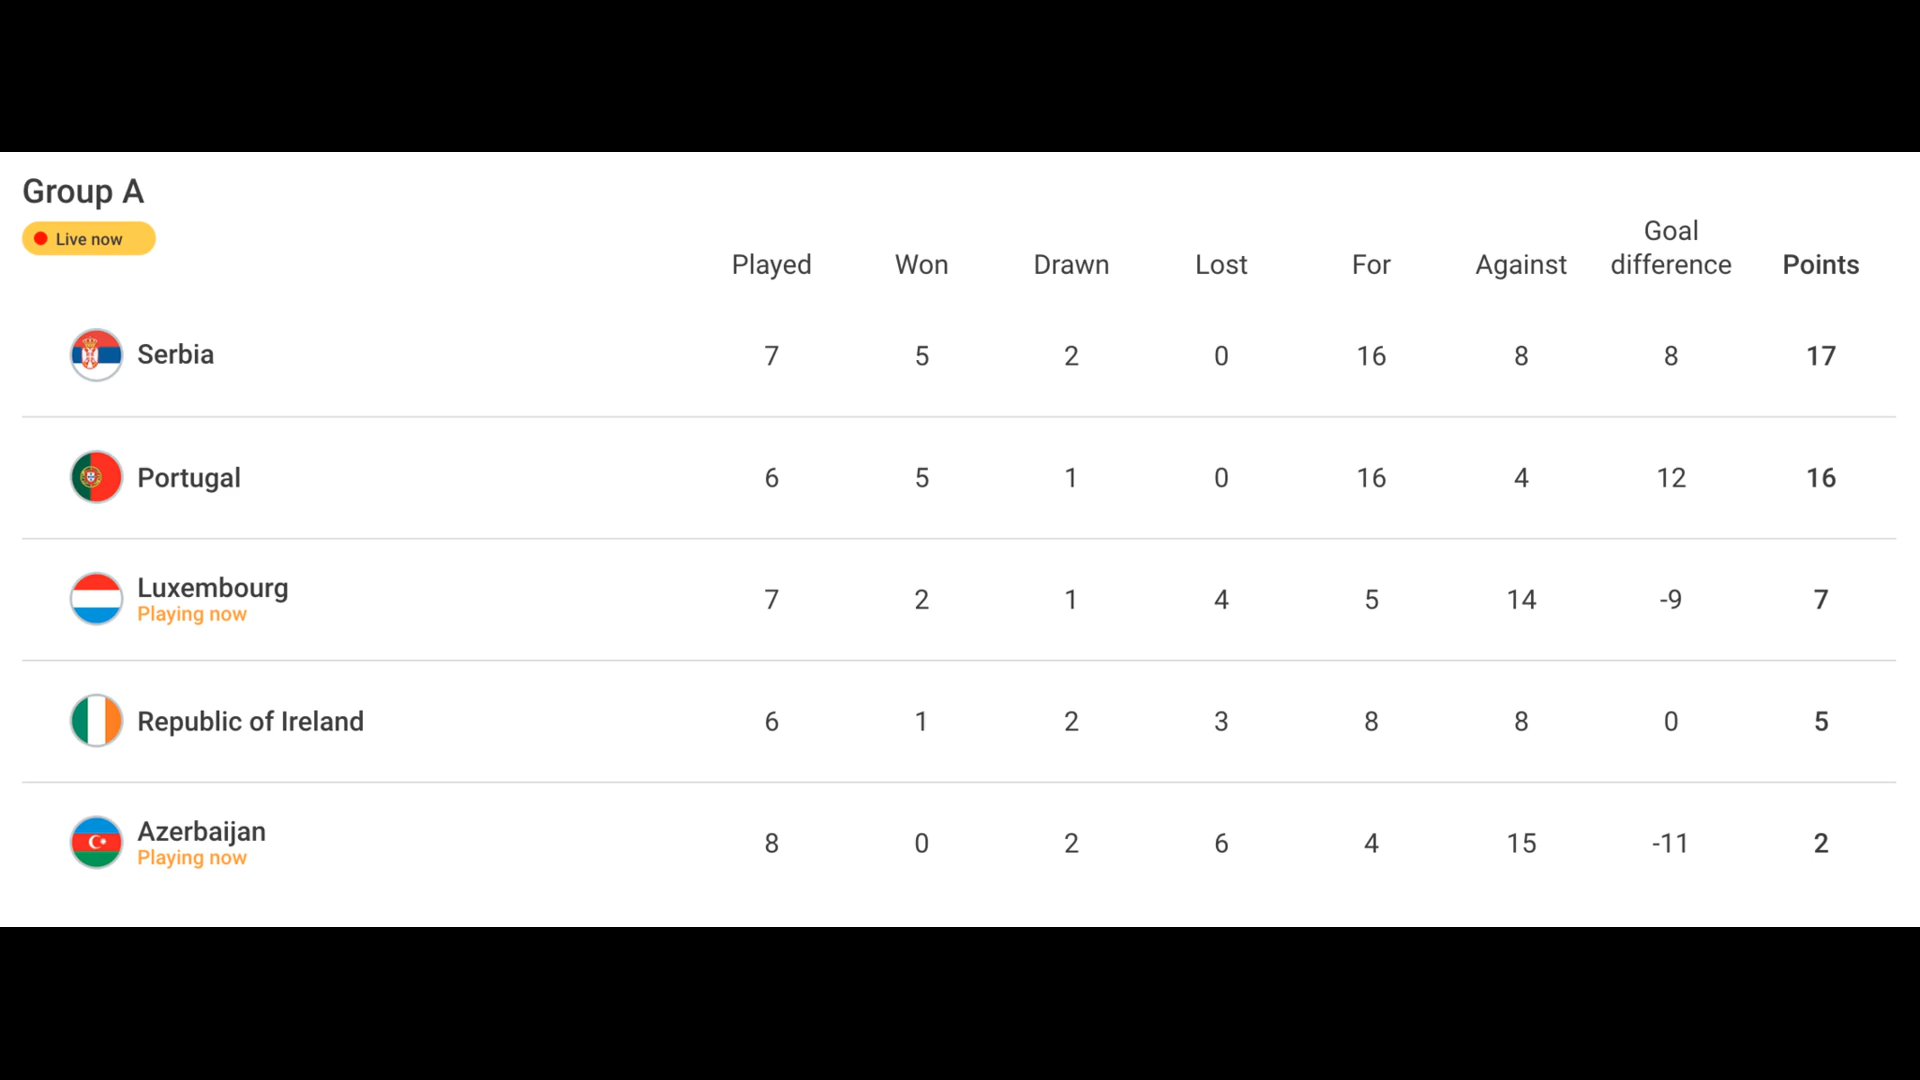 Group A
Live now
Played Won Drawn Lost For Against Goal difference Points
Serbia 7 5 2 0 16 8 8 17
Portugal 6 5 1 0 16 4 12 16
Luxembourg 7 2 1 4 5 14 -9 7
Playing now
Republic of Ireland 6 1 2 3 8 8 0 5
Azerbaijan 8 0 2 6 4 15 -11 2
Playing now